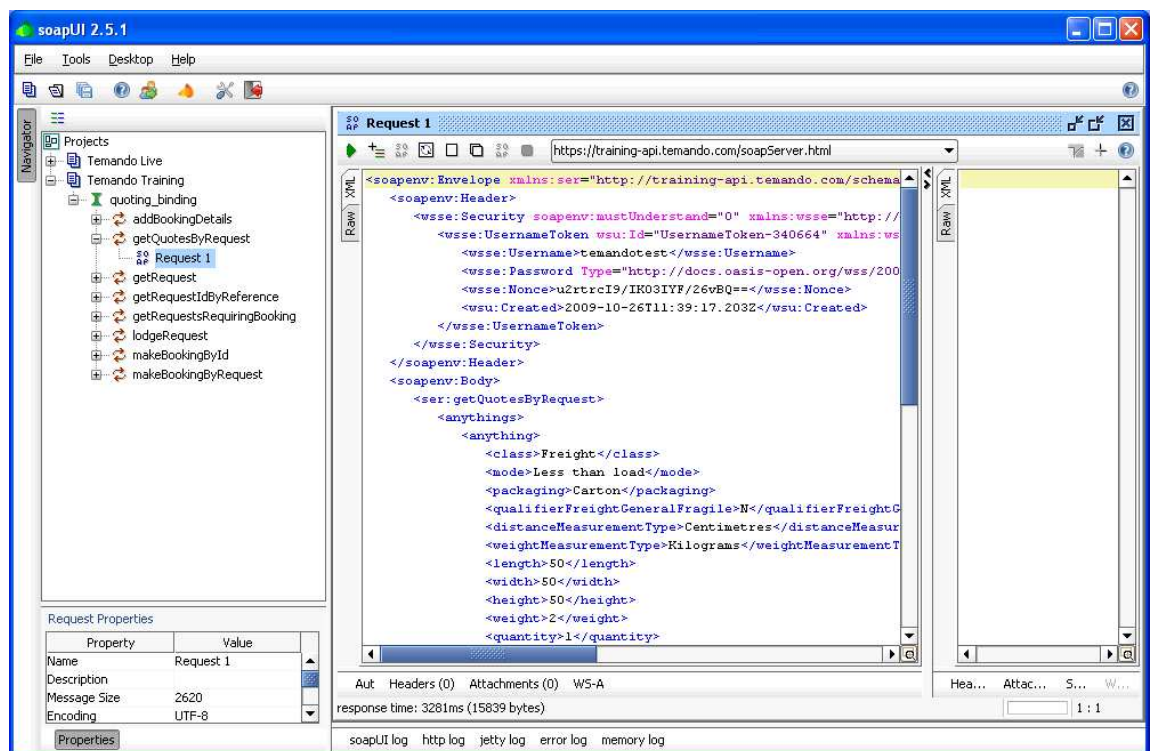 soapUI 2.5.1
File Tools Desktop Help
Navigator
Projects
Temando Live
Temando Training
quoting_binding
addBookingDetails
getQuotesByRequest
Request 1
getRequest
getRequestIdByReference
getRequestsRequiringBooking
lodgeRequest
makeBookingById
makeBookingByRequest
Request Properties
Property Value
Name Request 1
Description
Message Size 2620
Encoding UTF-8
Properties
Request 1
https://training-api.temando.com/soapServer.html
XML
Raw
<soapenv:Envelope xmlns:ser="http://training-api.temando.com/schema
<soapenv:Header>
<wsse:Security soapenv:mustUnderstand="0" xmlns:wsse="http://
<wsse:UsernameToken wsu:Id="UsernameToken-340664" xmlns:ws
<wsse:Username>temandotest</wsse:Username>
<wsse:Password Type="http://docs.oasis-open.org/wss/200
<wsse:Nonce>u2rtrcI9/IKO3IYF/26vBQ==</wsse:Nonce>
<wsu:Created>2009-10-26T11:39:17.203Z</wsu:Created>
</wsse:UsernameToken>
</wsse:Security>
</soapenv:Header>
<soapenv:Body>
<ser:getQuotesByRequest>
<anythings>
<anything>
<class>Freight</class>
<mode>Less than load</mode>
<packaging>Carton</packaging>
<qualifierFreightGeneralFragile>N</qualifierFreightG
<distanceMeasurementType>Centimetres</distanceMeasur
<weightMeasurementType>Kilograms</weightMeasurementT
<length>50</length>
<width>50</width>
<height>50</height>
<weight>2</weight>
<quantity>1</quantity>
XML
Raw
Aut Headers (0) Attachments (0) WS-A
Hea... Attac... S... W...
response time: 3281ms (15839 bytes)
1 : 1
soapUI log http log jetty log error log memory log